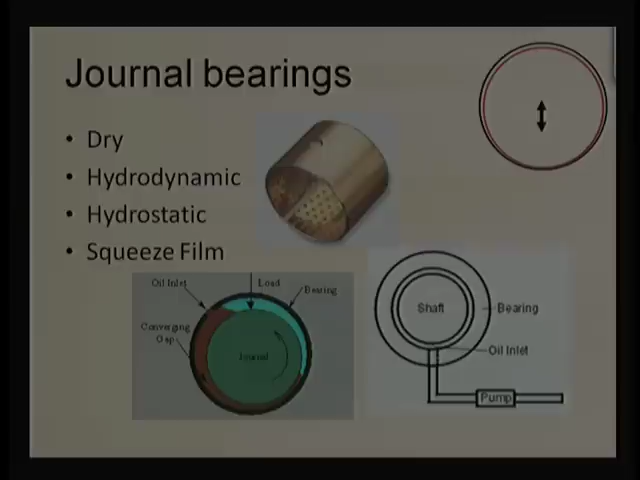 Journal bearings
• Dry
• Hydrodynamic
• Hydrostatic
• Squeeze Film
Oil Inlet
Load
Bearing
Converging
Gap
Journal
Shaft
Bearing
Oil Inlet
Pump